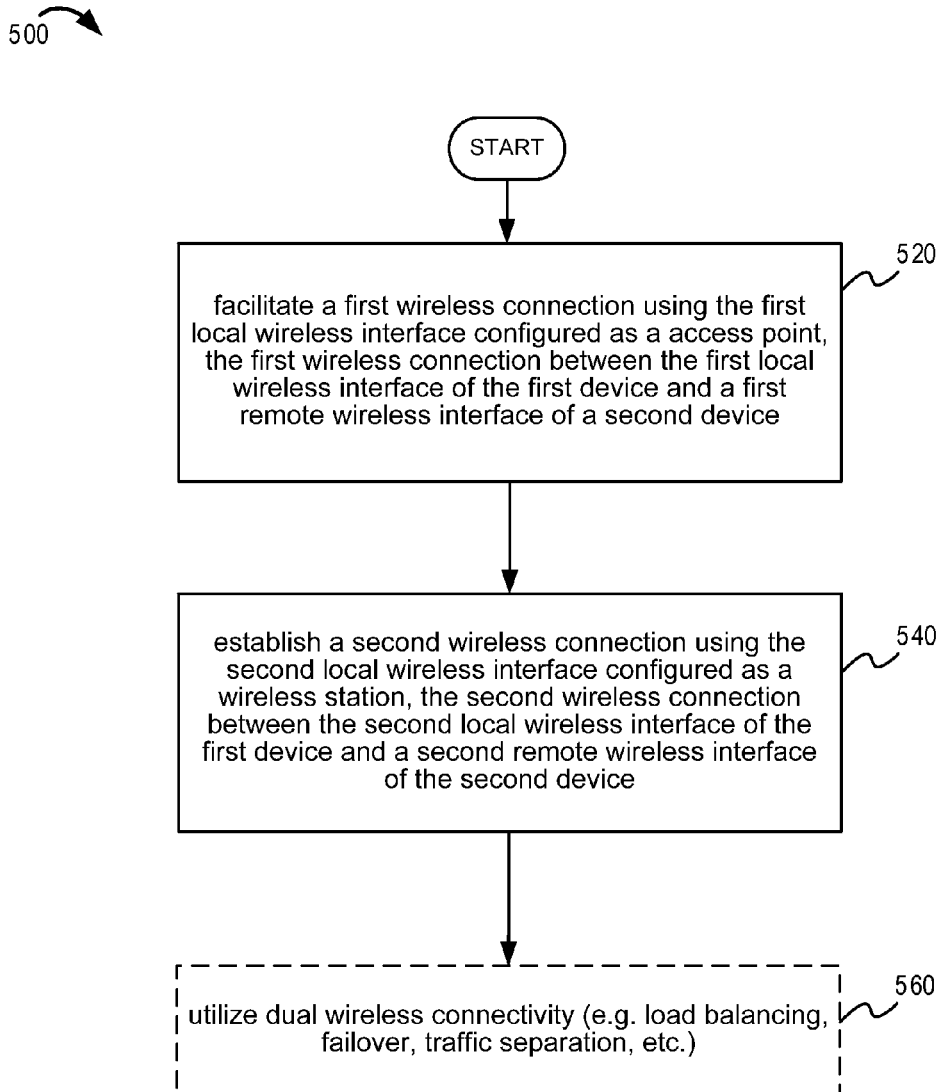 500
START
520
facilitate a first wireless connection using the first
local wireless interface configured as a access point,
the first wireless connection between the first local
wireless interface of the first device and a first
remote wireless interface of a second device
540
establish a second wireless connection using the
second local wireless interface configured as a
wireless station, the second wireless connection
between the second local wireless interface of the
first device and a second remote wireless interface
of the second device
560
utilize dual wireless connectivity (e.g. load balancing,
failover, traffic separation, etc.)